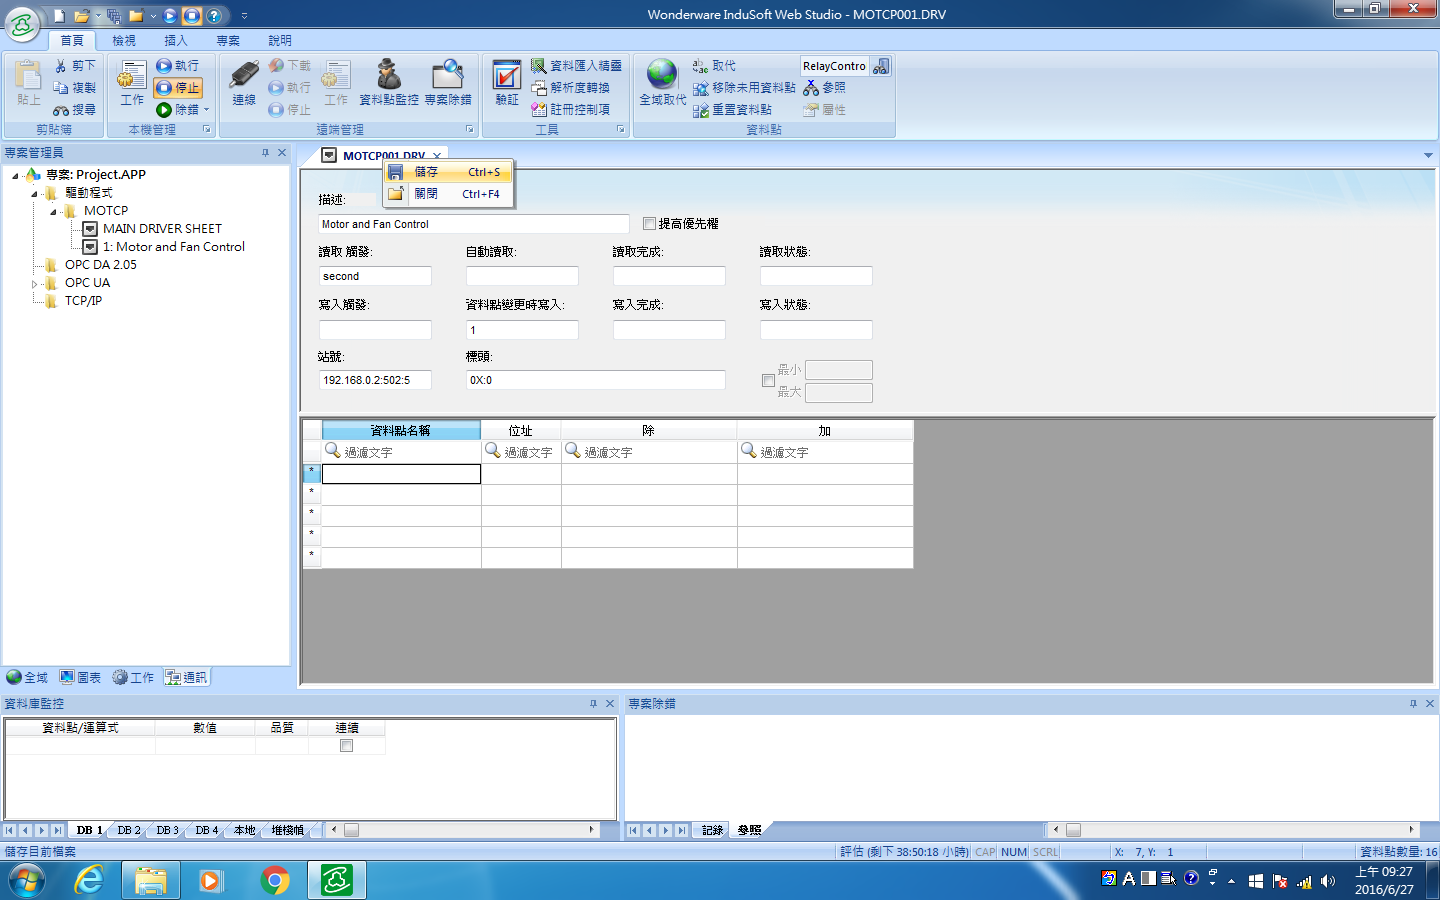 Wonderware InduSoft Web Studio - MOTCP001.DRV
首頁 檢視 插入 專案 說明
剪下 執行 下載 資料匯入精靈 取代 RelayContro
複製 停止 執行 解析度轉換 移除未用資料點 參照
貼上 搜尋 工作 除錯 連線 停止 工作 資料點監控 專案除錯 驗証 註冊控制項 全域取代 重置資料點 屬性
剪貼簿 本機管理 遠端管理 工具 資料點
專案管理員
專案: Project.APP
驅動程式
MOTCP
MAIN DRIVER SHEET
1: Motor and Fan Control
OPC DA 2.05
OPC UA
TCP/IP
全域 圖表 工作 通訊
MOTCP001.DRV
儲存 Ctrl+S
關閉 Ctrl+F4
描述:
Motor and Fan Control 提高優先權
讀取 觸發: 自動讀取: 讀取完成: 讀取狀態:
second
寫入觸發: 資料點變更時寫入: 寫入完成: 寫入狀態:
1
站號: 標頭:
192.168.0.2:502:5 0X:0
最小
最大
資料點名稱 位址 除 加
過濾文字 過濾文字 過濾文字 過濾文字
*
*
*
*
*
資料庫監控
資料點/運算式 數值 品質 連續
DB 1 DB 2 DB 3 DB 4 本地 堆棧幀
專案除錯
記錄 參照
儲存目前檔案 評估 (剩下 38:50:18 小時) CAP NUM SCRL X: 7, Y: 1 資料點數量: 16
A
上午 09:27
2016/6/27